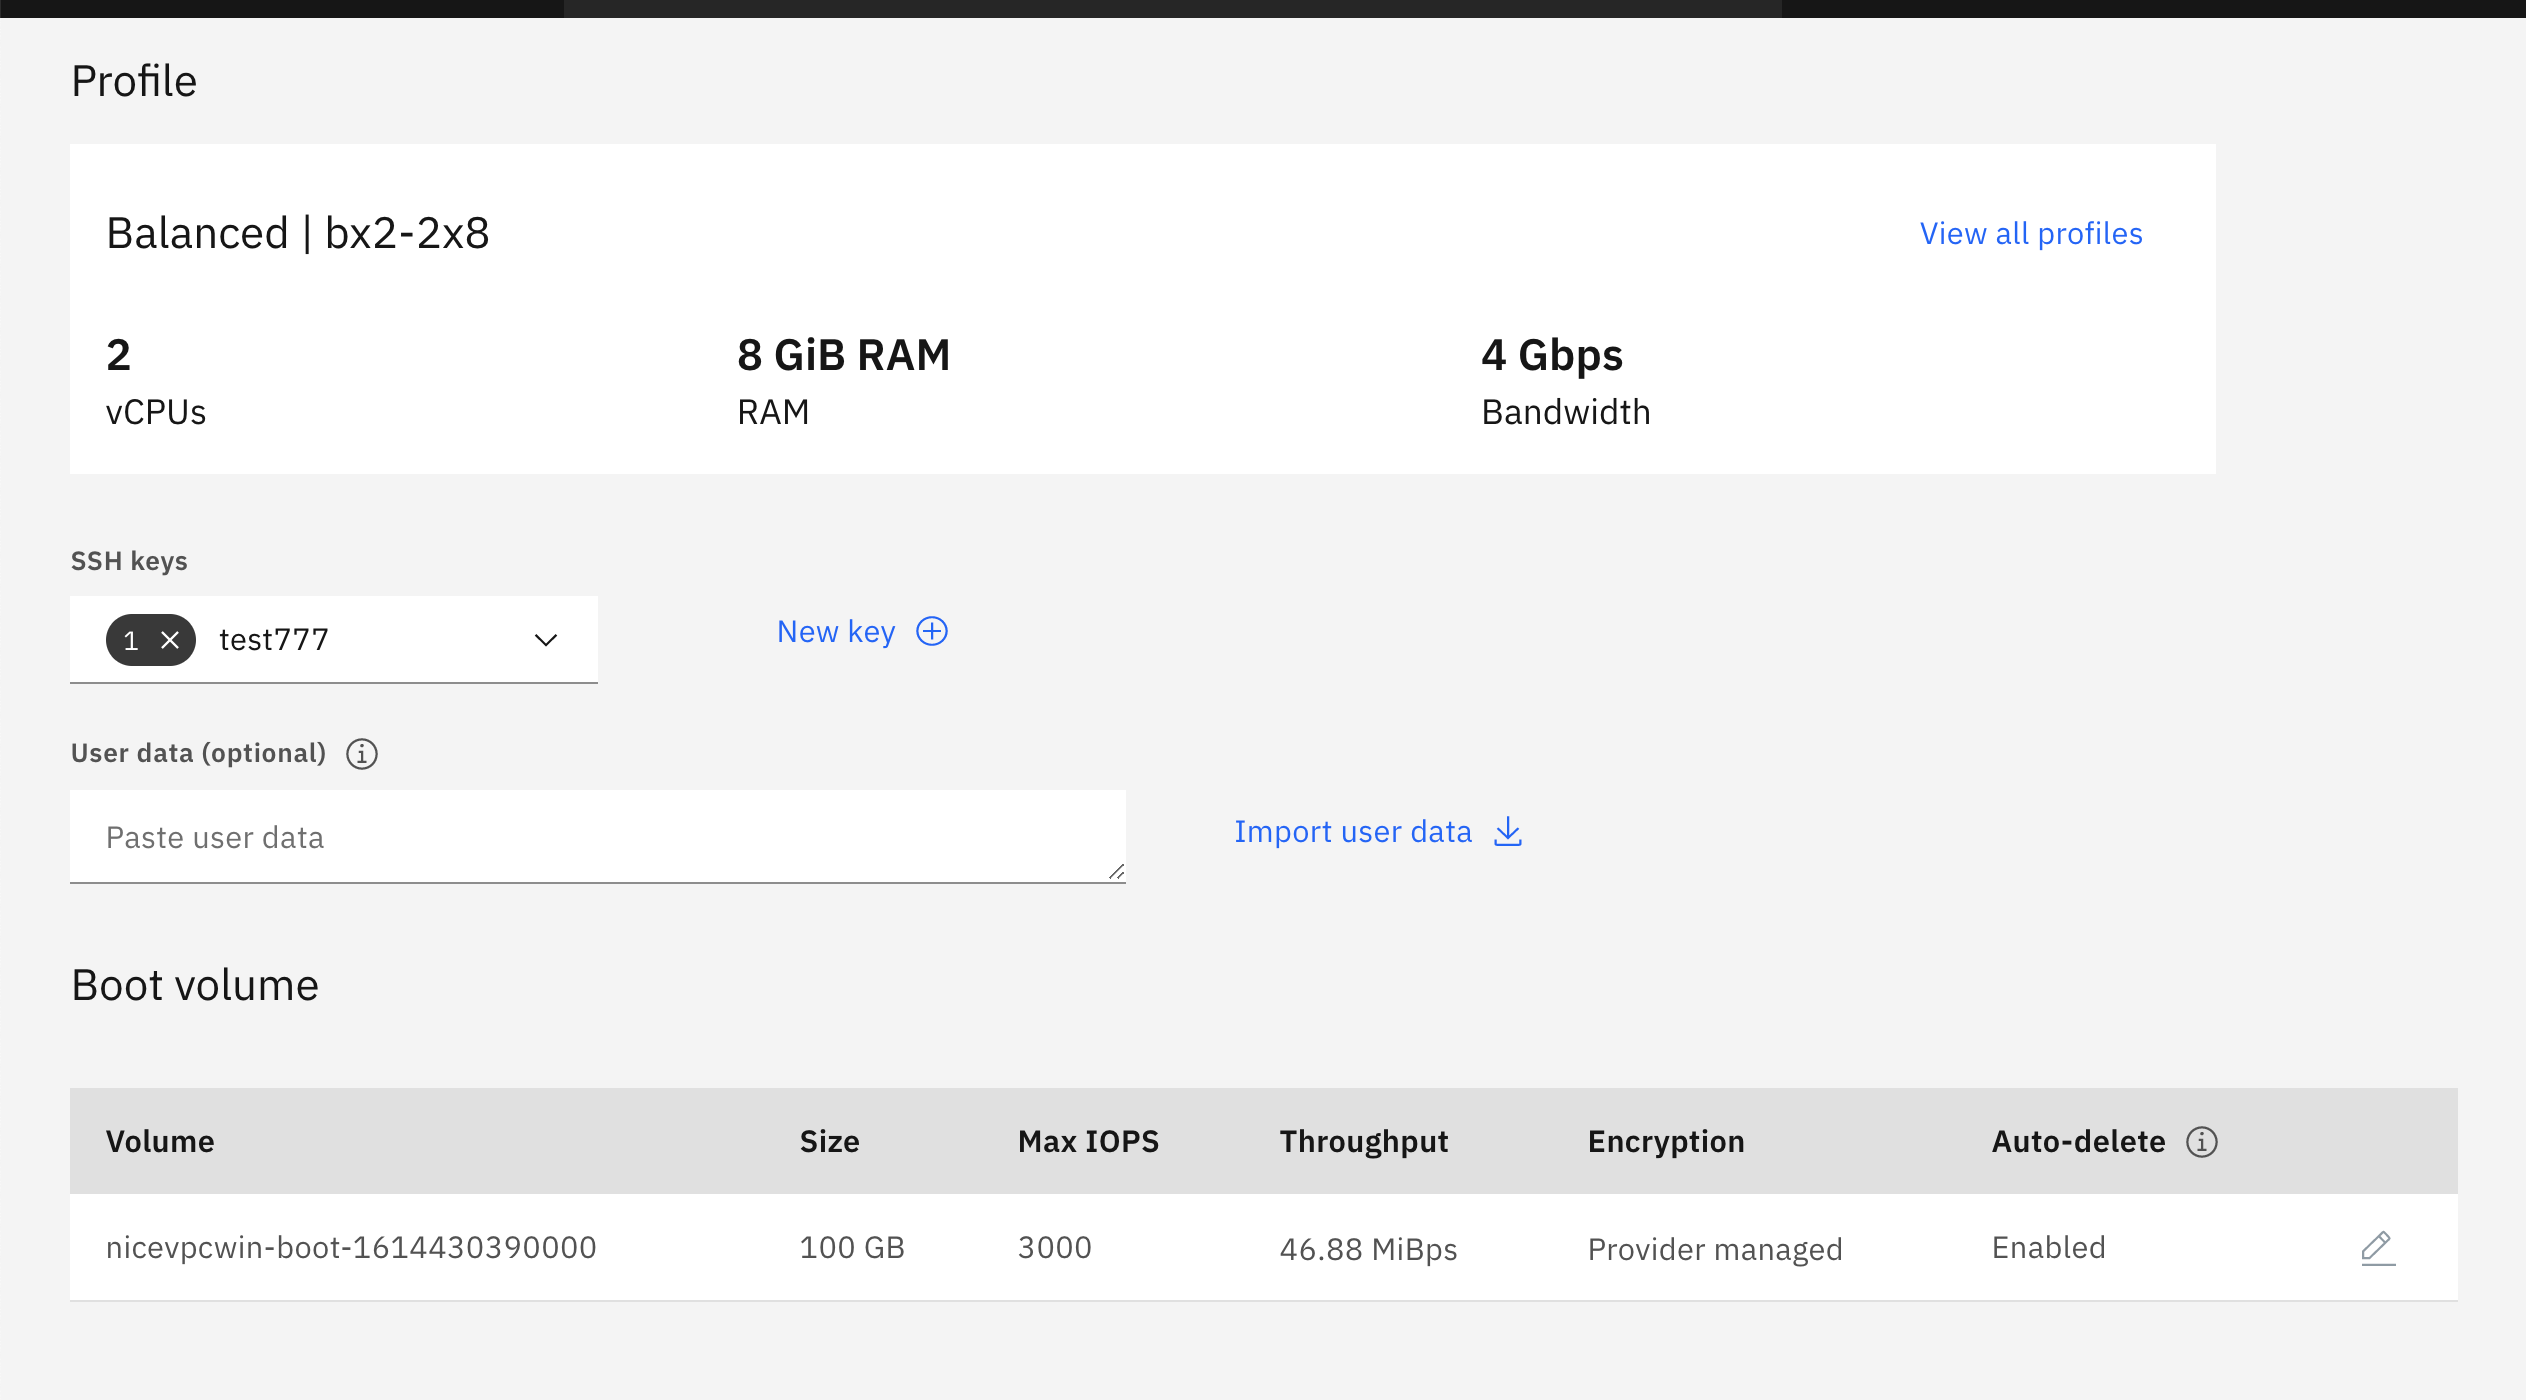 Profile
Balanced | bx2-2x8
View all profiles
2
vCPUs
8 GiB RAM
RAM
4 Gbps
Bandwidth
SSH keys
1 test777
New key
User data (optional)
Paste user data
Import user data
Boot volume
Volume Size Max IOPS Throughput Encryption Auto-delete
nicevpcwin-boot-1614430390000 100 GB 3000 46.88 MiBps Provider managed Enabled